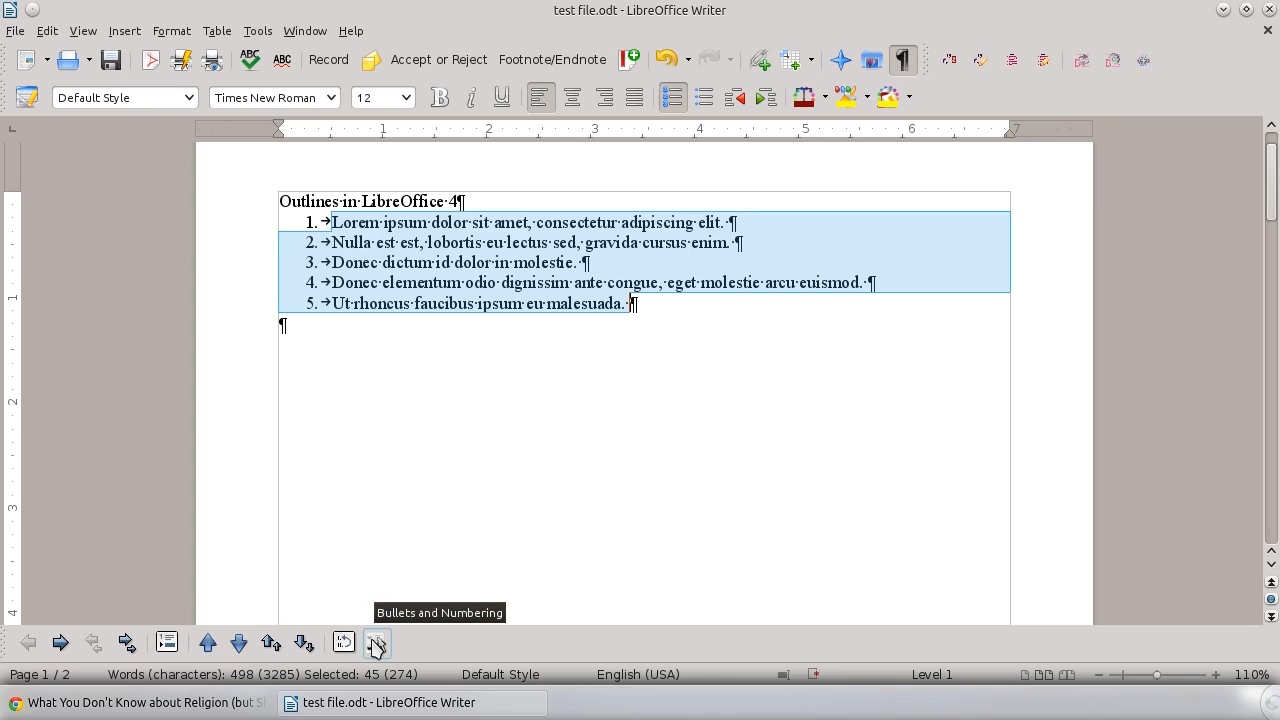 test file.odt - LibreOffice Writer
File Edit View Insert Format Table Tools Window Help
ABC ABC Record Accept or Reject Footnote/Endnote
Default Style Times New Roman 12 B i U
1 2 3 4 5 6 7
Outlines·in·LibreOffice·4¶
1. →Lorem·ipsum·dolor·sit·amet,·consectetur·adipiscing·elit.·¶
2. →Nulla·est·est,·lobortis·eu·lectus·sed,·gravida·cursus·enim.·¶
3. →Donec·dictum·id·dolor·in·molestie.·¶
4. →Donec·elementum·odio·dignissim·ante·congue,·eget·molestie·arcu·euismod.·¶
5. →Ut·rhoncus·faucibus·ipsum·eu·malesuada.·¶
¶
1
2
3
4
Bullets and Numbering
Page 1 / 2 Words (characters): 498 (3285) Selected: 45 (274) Default Style English (USA) Level 1 110%
What You Don't Know about Religion (but test file.odt - LibreOffice Writer